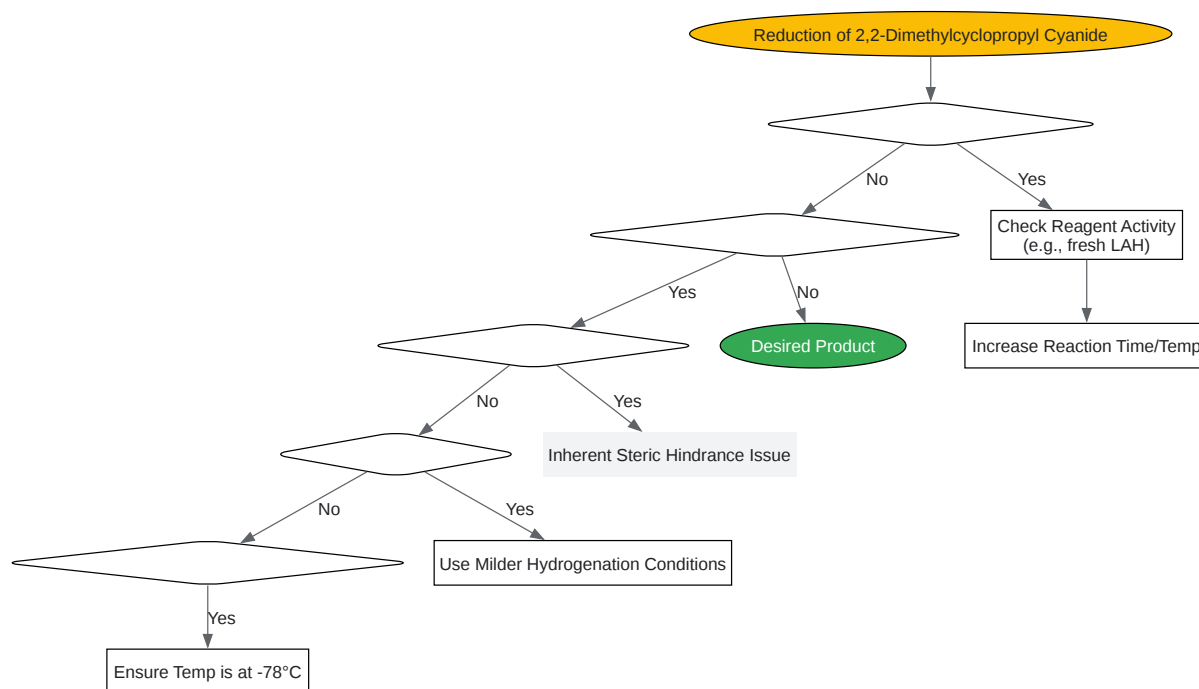 Reduction of 2,2-Dimethylcyclopropyl Cyanide
No
Yes
Check Reagent Activity
(e.g., fresh LAH)
Yes
No
Desired Product
Increase Reaction Time/Temp
No
Yes
Inherent Steric Hindrance Issue
No
Yes
Use Milder Hydrogenation Conditions
Yes
Ensure Temp is at -78°C